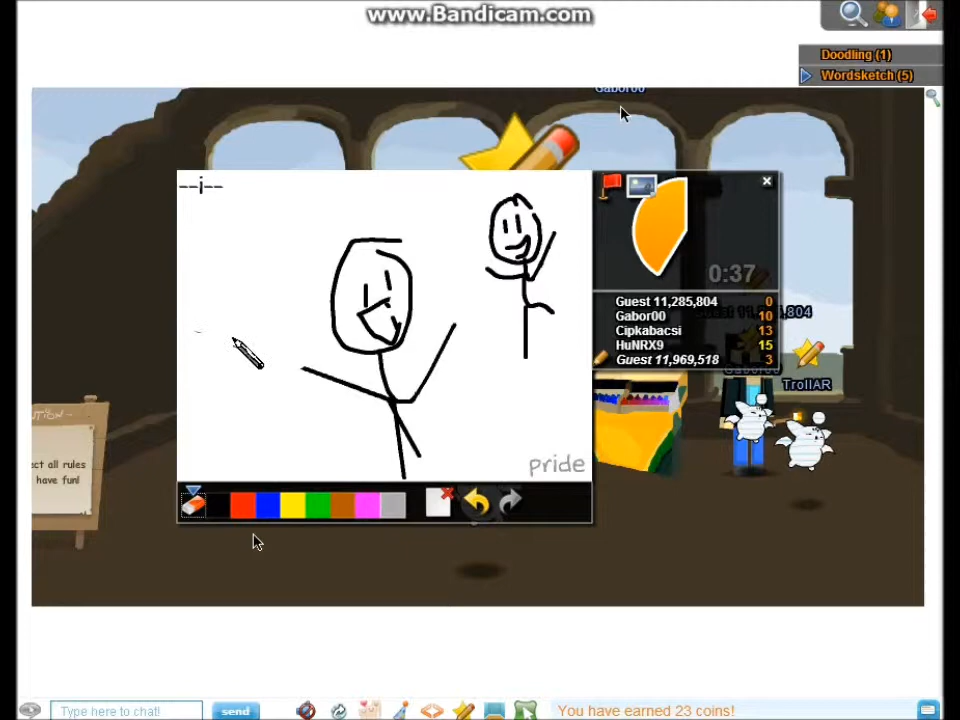 www.Bandicam.com
Doodling (1)
Wordsketch (5)
Gabor00
--i--
0:37
Guest 11,285,804 0
Gabor00 10
Cipkabacsi 13
HuNRX9 15
Guest 11,969,518 3
TrollAR
ect all rules
have fun!
pride
Type here to chat!
send
You have earned 23 coins!